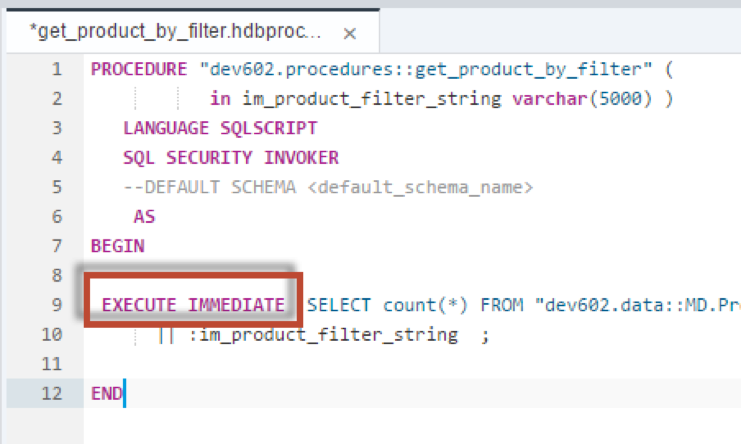 *get_product_by_filter.hdbproc... ×
1 PROCEDURE "dev602.procedures::get_product_by_filter" (
2 in im_product_filter_string varchar(5000) )
3 LANGUAGE SQLSCRIPT
4 SQL SECURITY INVOKER
5 --DEFAULT SCHEMA <default_schema_name>
6 AS
7 BEGIN
8
9 EXECUTE IMMEDIATE SELECT count(*) FROM "dev602.data::MD.Pr
10 || :im_product_filter_string ;
11
12 END